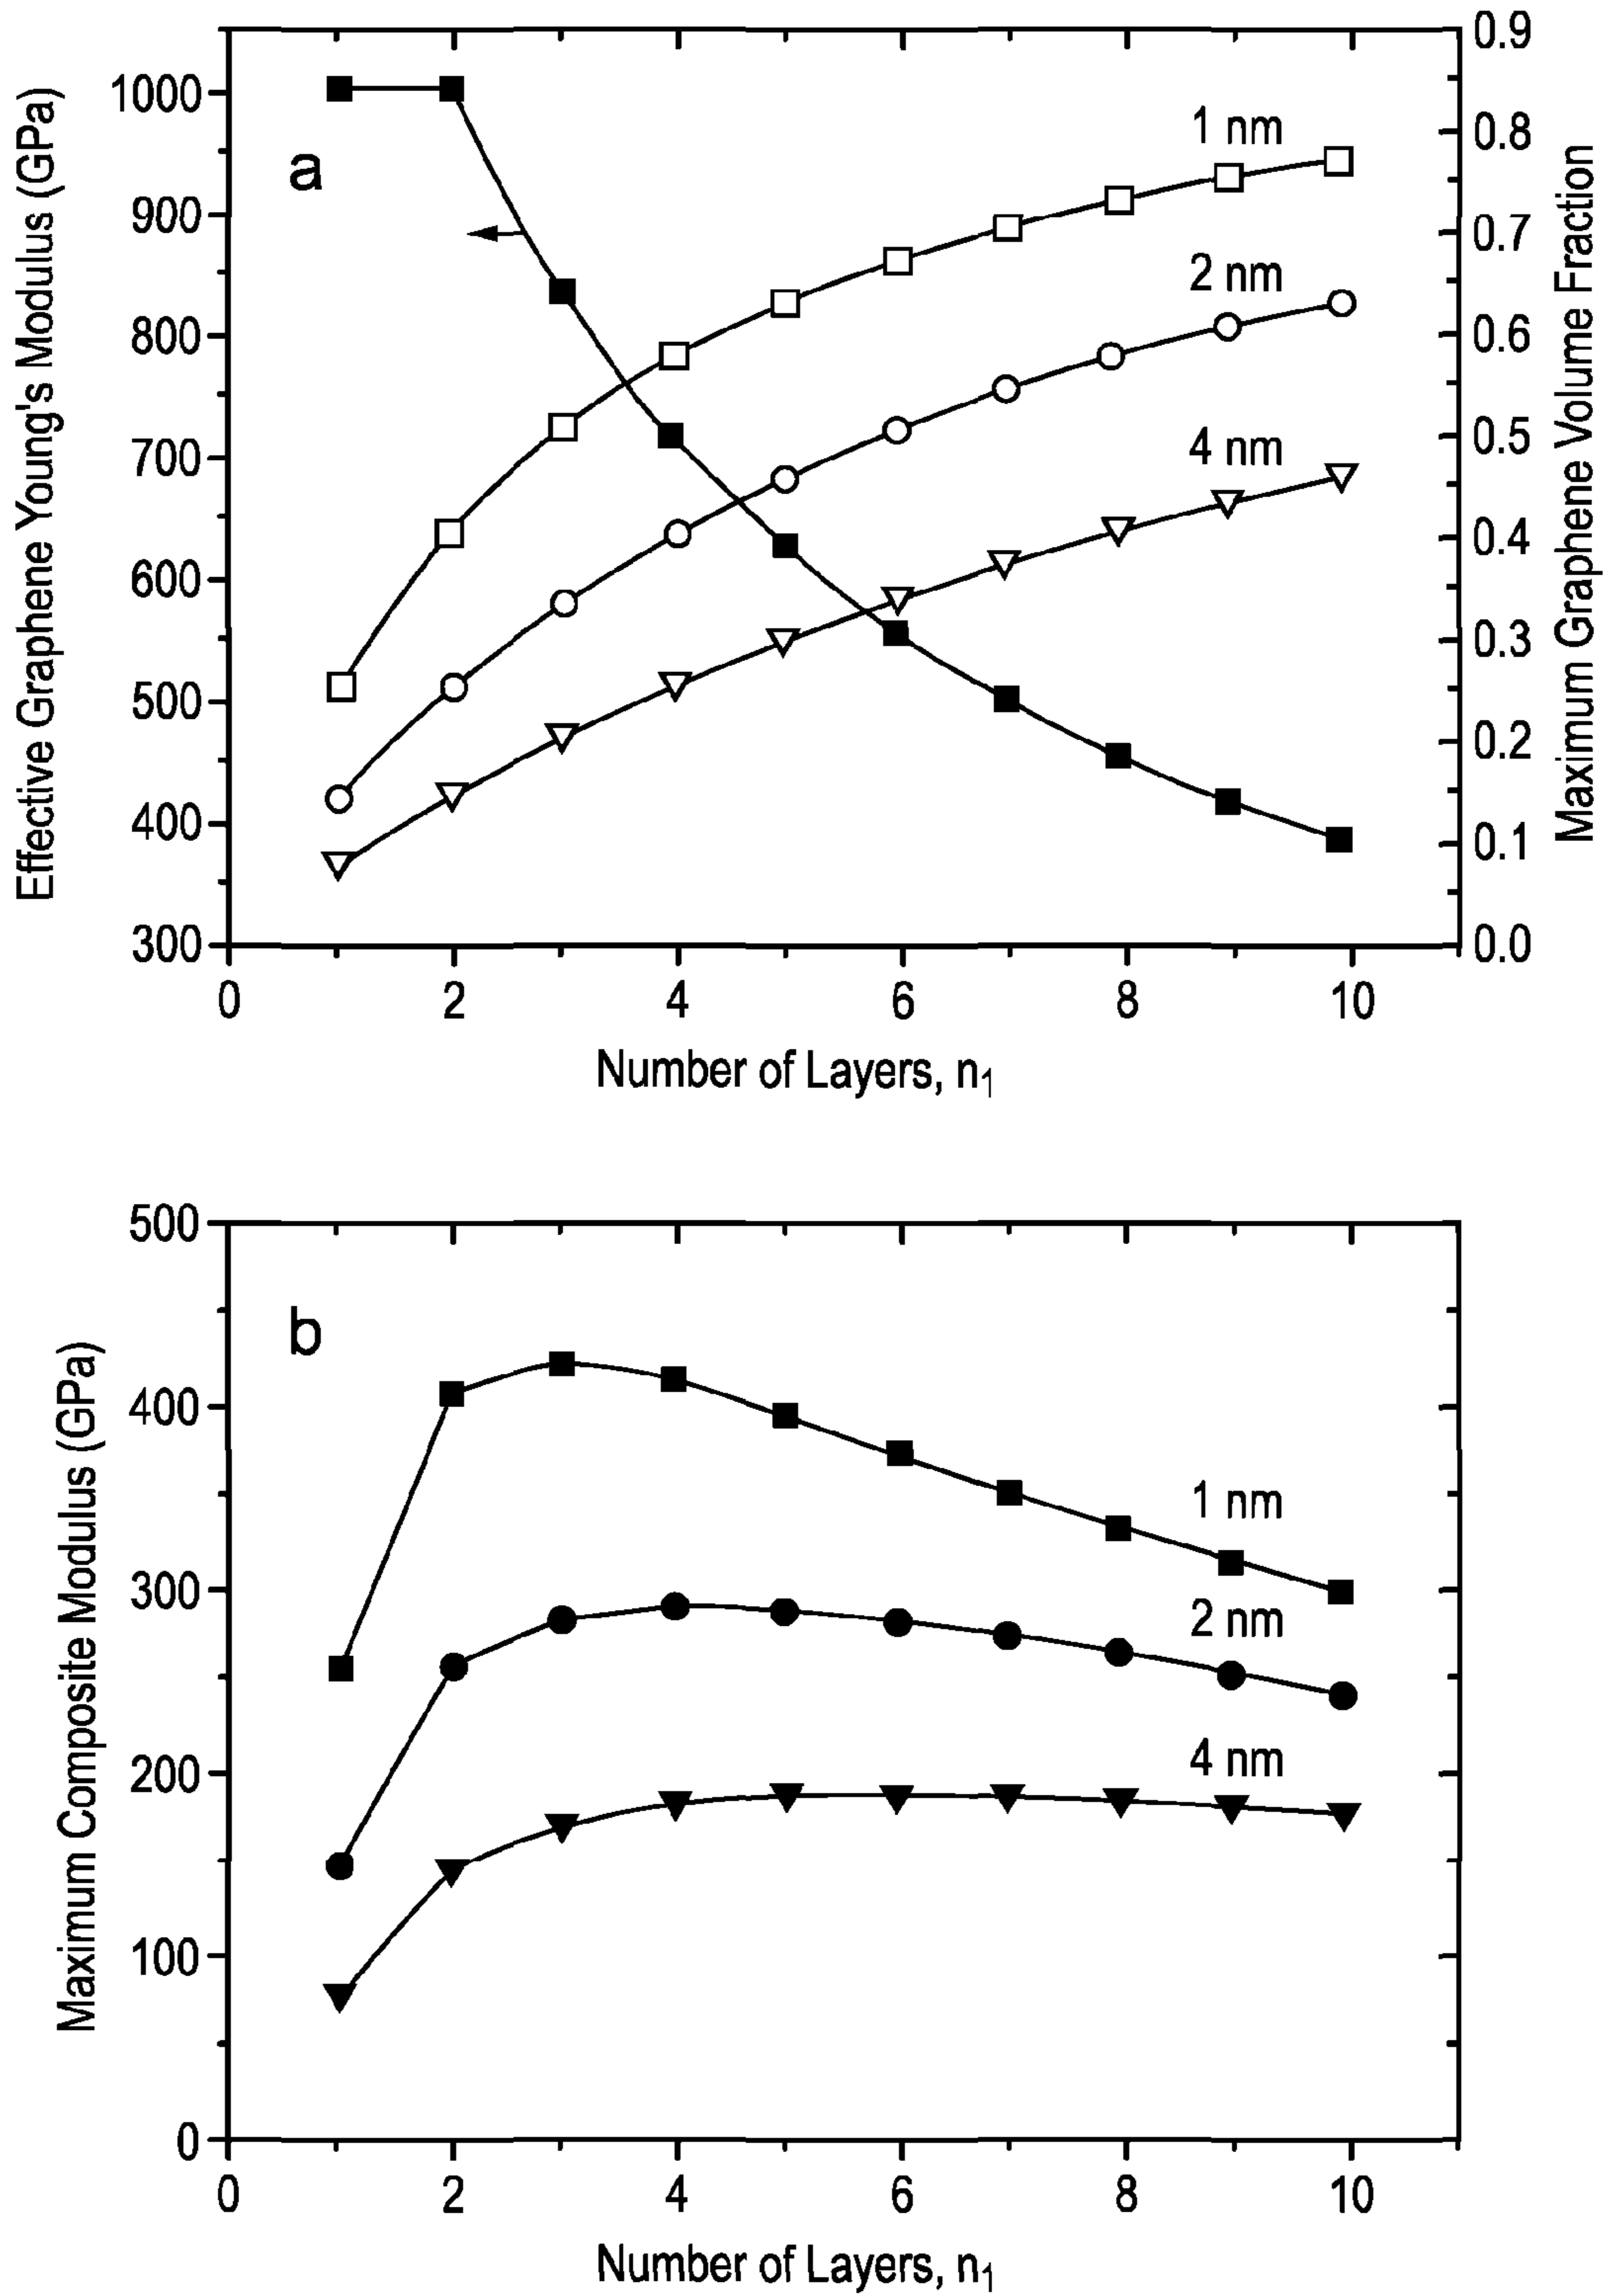 Effective Graphene Young's Modulus (GPa)
1000
900
800
700
600
500
400
300
a
1 nm
2 nm
4 nm
0.9
0.8
0.7
0.6
0.5
0.4
0.3
0.2
0.1
0.0
Maximum Graphene Volume Fraction
0 2 4 6 8 10
Number of Layers, n₁
Maximum Composite Modulus (GPa)
500
400
300
200
100
0
b
1 nm
2 nm
4 nm
0 2 4 6 8 10
Number of Layers, n₁